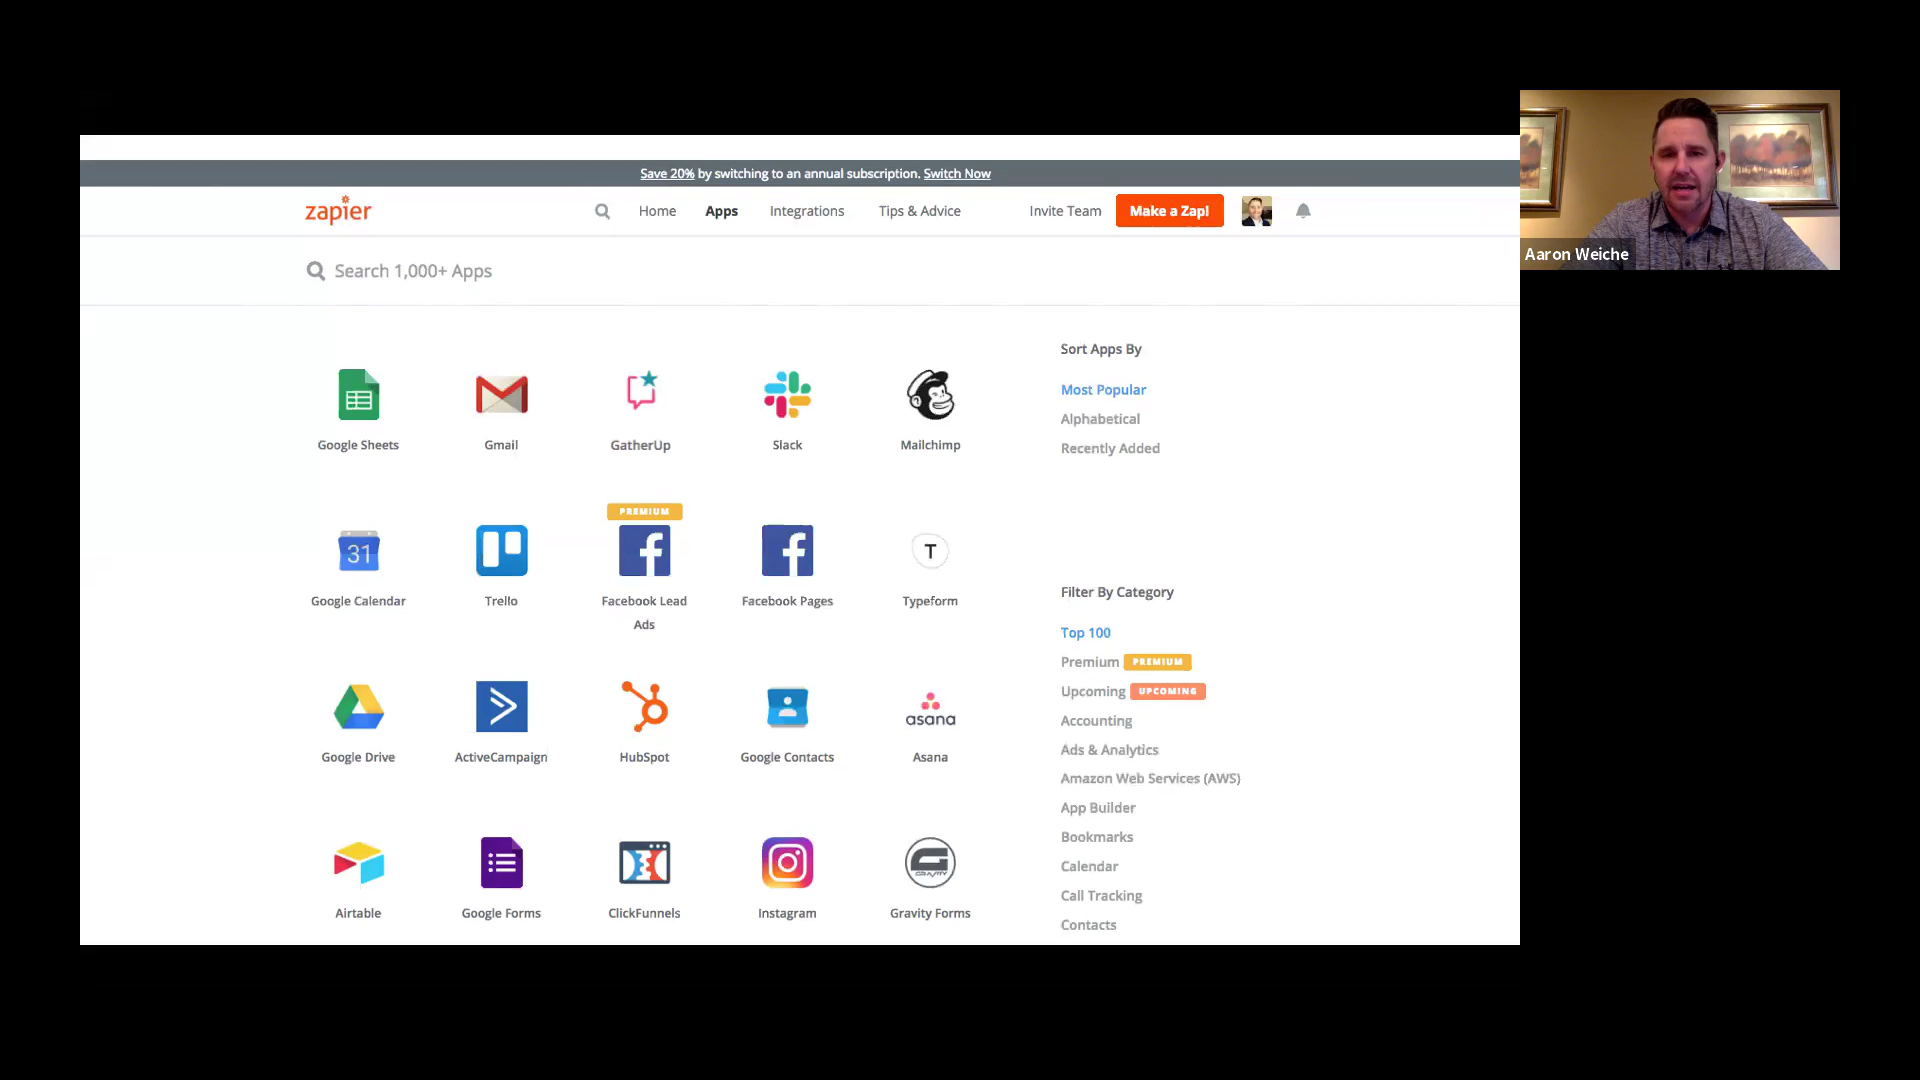 Save 20% by switching to an annual subscription. Switch Now
zapier
Home
Apps
Integrations
Tips & Advice
Invite Team
Make a Zap!
Search 1,000+ Apps
Aaron Weiche
Google Sheets
Gmail
GatherUp
Slack
Mailchimp
31
Google Calendar
Trello
PREMIUM
Facebook Lead
Ads
Facebook Pages
T
Typeform
Google Drive
ActiveCampaign
HubSpot
Google Contacts
asana
Asana
Airtable
Google Forms
ClickFunnels
Instagram
GRAVITY
Gravity Forms
Sort Apps By
Most Popular
Alphabetical
Recently Added
Filter By Category
Top 100
Premium PREMIUM
Upcoming UPCOMING
Accounting
Ads & Analytics
Amazon Web Services (AWS)
App Builder
Bookmarks
Calendar
Call Tracking
Contacts